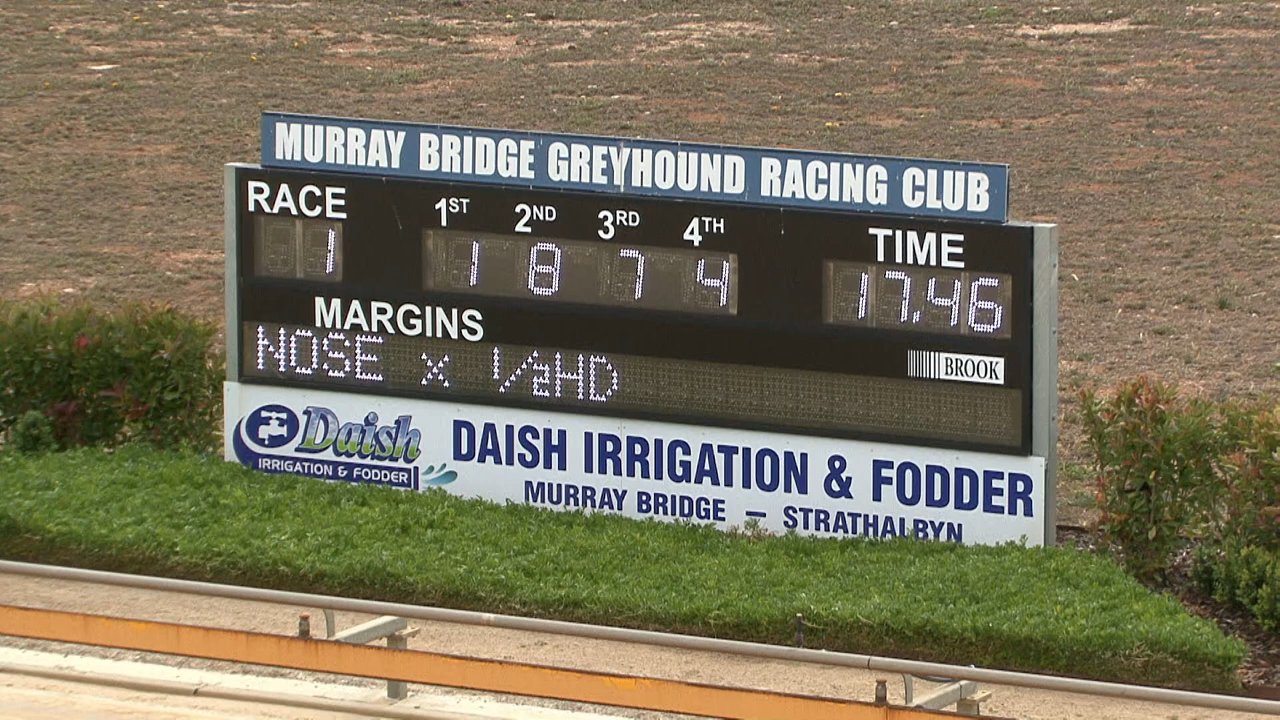 MURRAY BRIDGE GREYHOUND RACING CLUB
RACE 1ST 2ND 3RD 4TH TIME
1 1 8 7 4 17.46
MARGINS
NOSE x 1/2HD
BROOK
Daish
IRRIGATION & FODDER
DAISH IRRIGATION & FODDER
MURRAY BRIDGE – STRATHALBYN